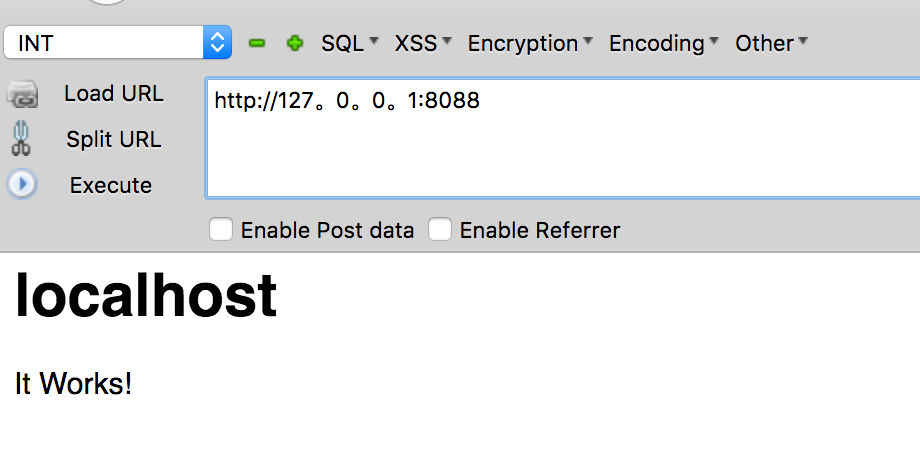 INT SQL XSS Encryption Encoding Other
Load URL http://127。0。0。1:8088
Split URL
Execute
Enable Post data Enable Referrer
localhost
It Works!